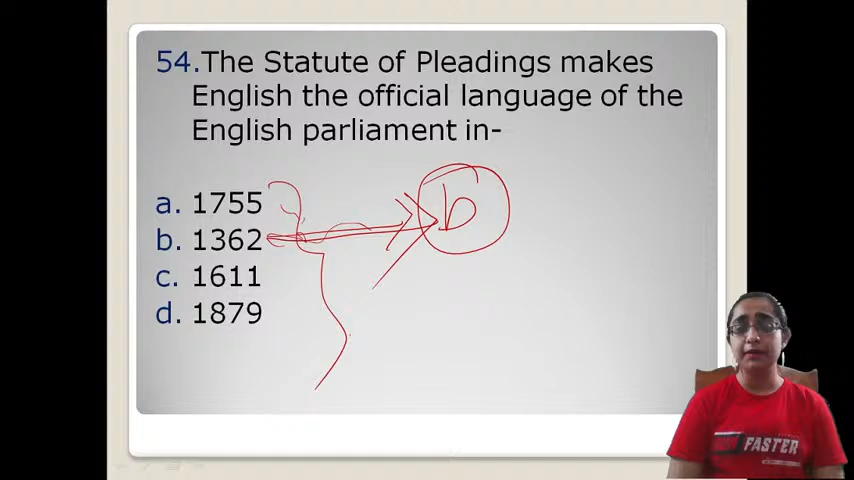 54.The Statute of Pleadings makes
English the official language of the
English parliament in-
a. 1755
b. 1362
b
c. 1611
d. 1879
FASTER